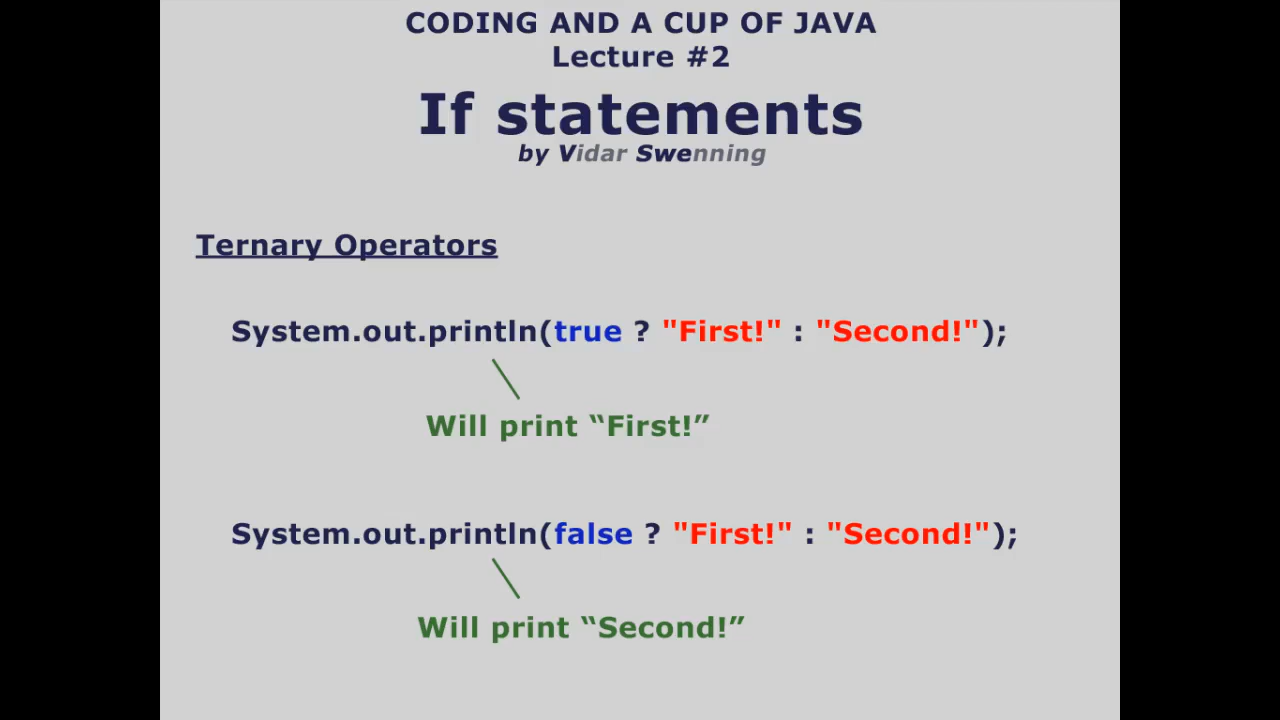 CODING AND A CUP OF JAVA
Lecture #2
If statements
by Vidar Swenning
Ternary Operators
System.out.println(true ? "First!" : "Second!");
Will print “First!”
System.out.println(false ? "First!" : "Second!");
Will print “Second!”